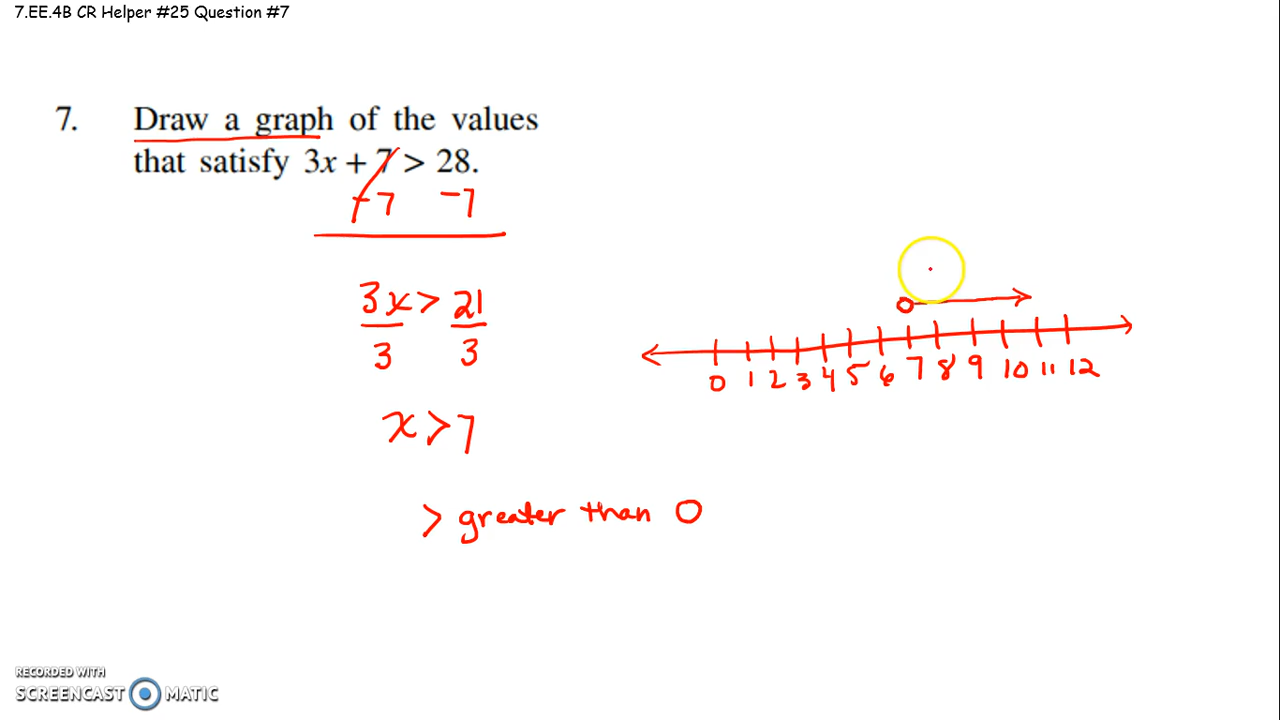 7.EE.4B CR Helper #25 Question #7
7. Draw a graph of the values
that satisfy 3x + 7 > 28.
-7 -7
3x > 21
3 3
0 1 2 3 4 5 6 7 8 9 10 11 12
x > 7
> greater than O
RECORDED WITH
SCREENCAST MATIC